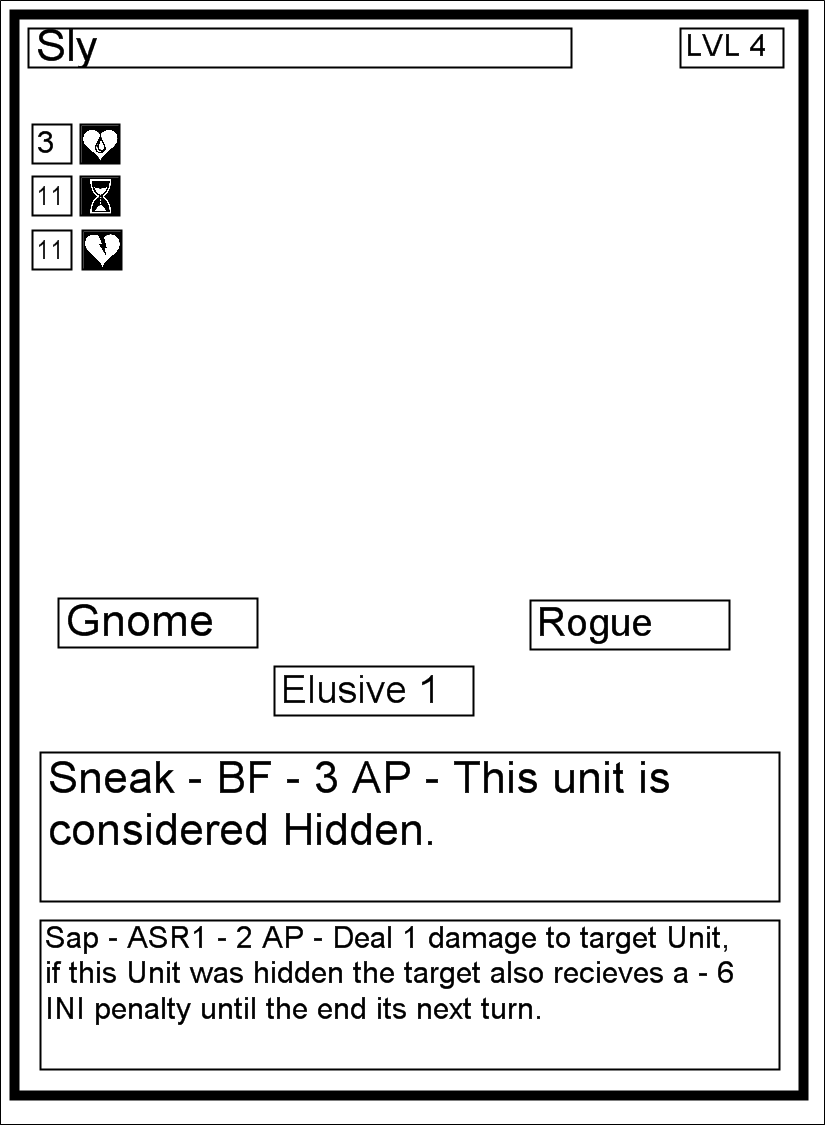 Sly
LVL 4
3
11
11
Gnome
Rogue
Elusive 1
Sneak - BF - 3 AP - This unit is
considered Hidden.
Sap - ASR1 - 2 AP - Deal 1 damage to target Unit,
if this Unit was hidden the target also recieves a - 6
INI penalty until the end its next turn.